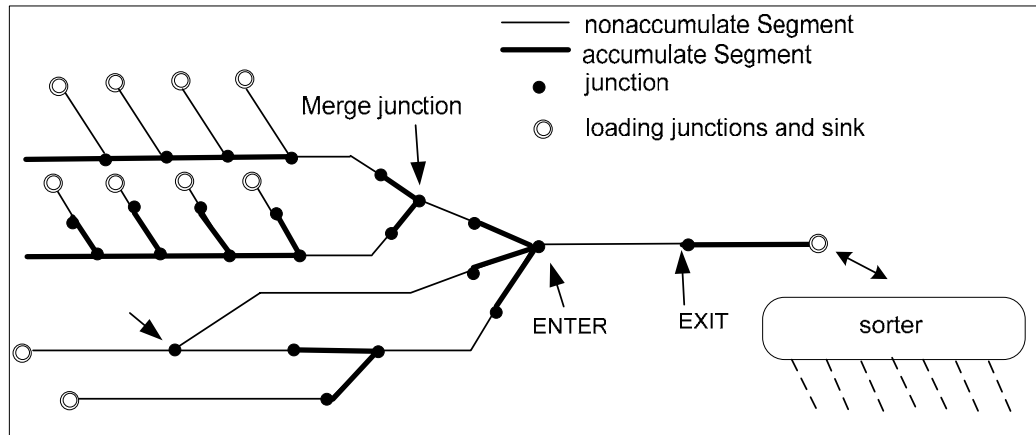 nonaccumulate Segment
accumulate Segment
junction
loading junctions and sink
Merge junction
ENTER
EXIT
sorter